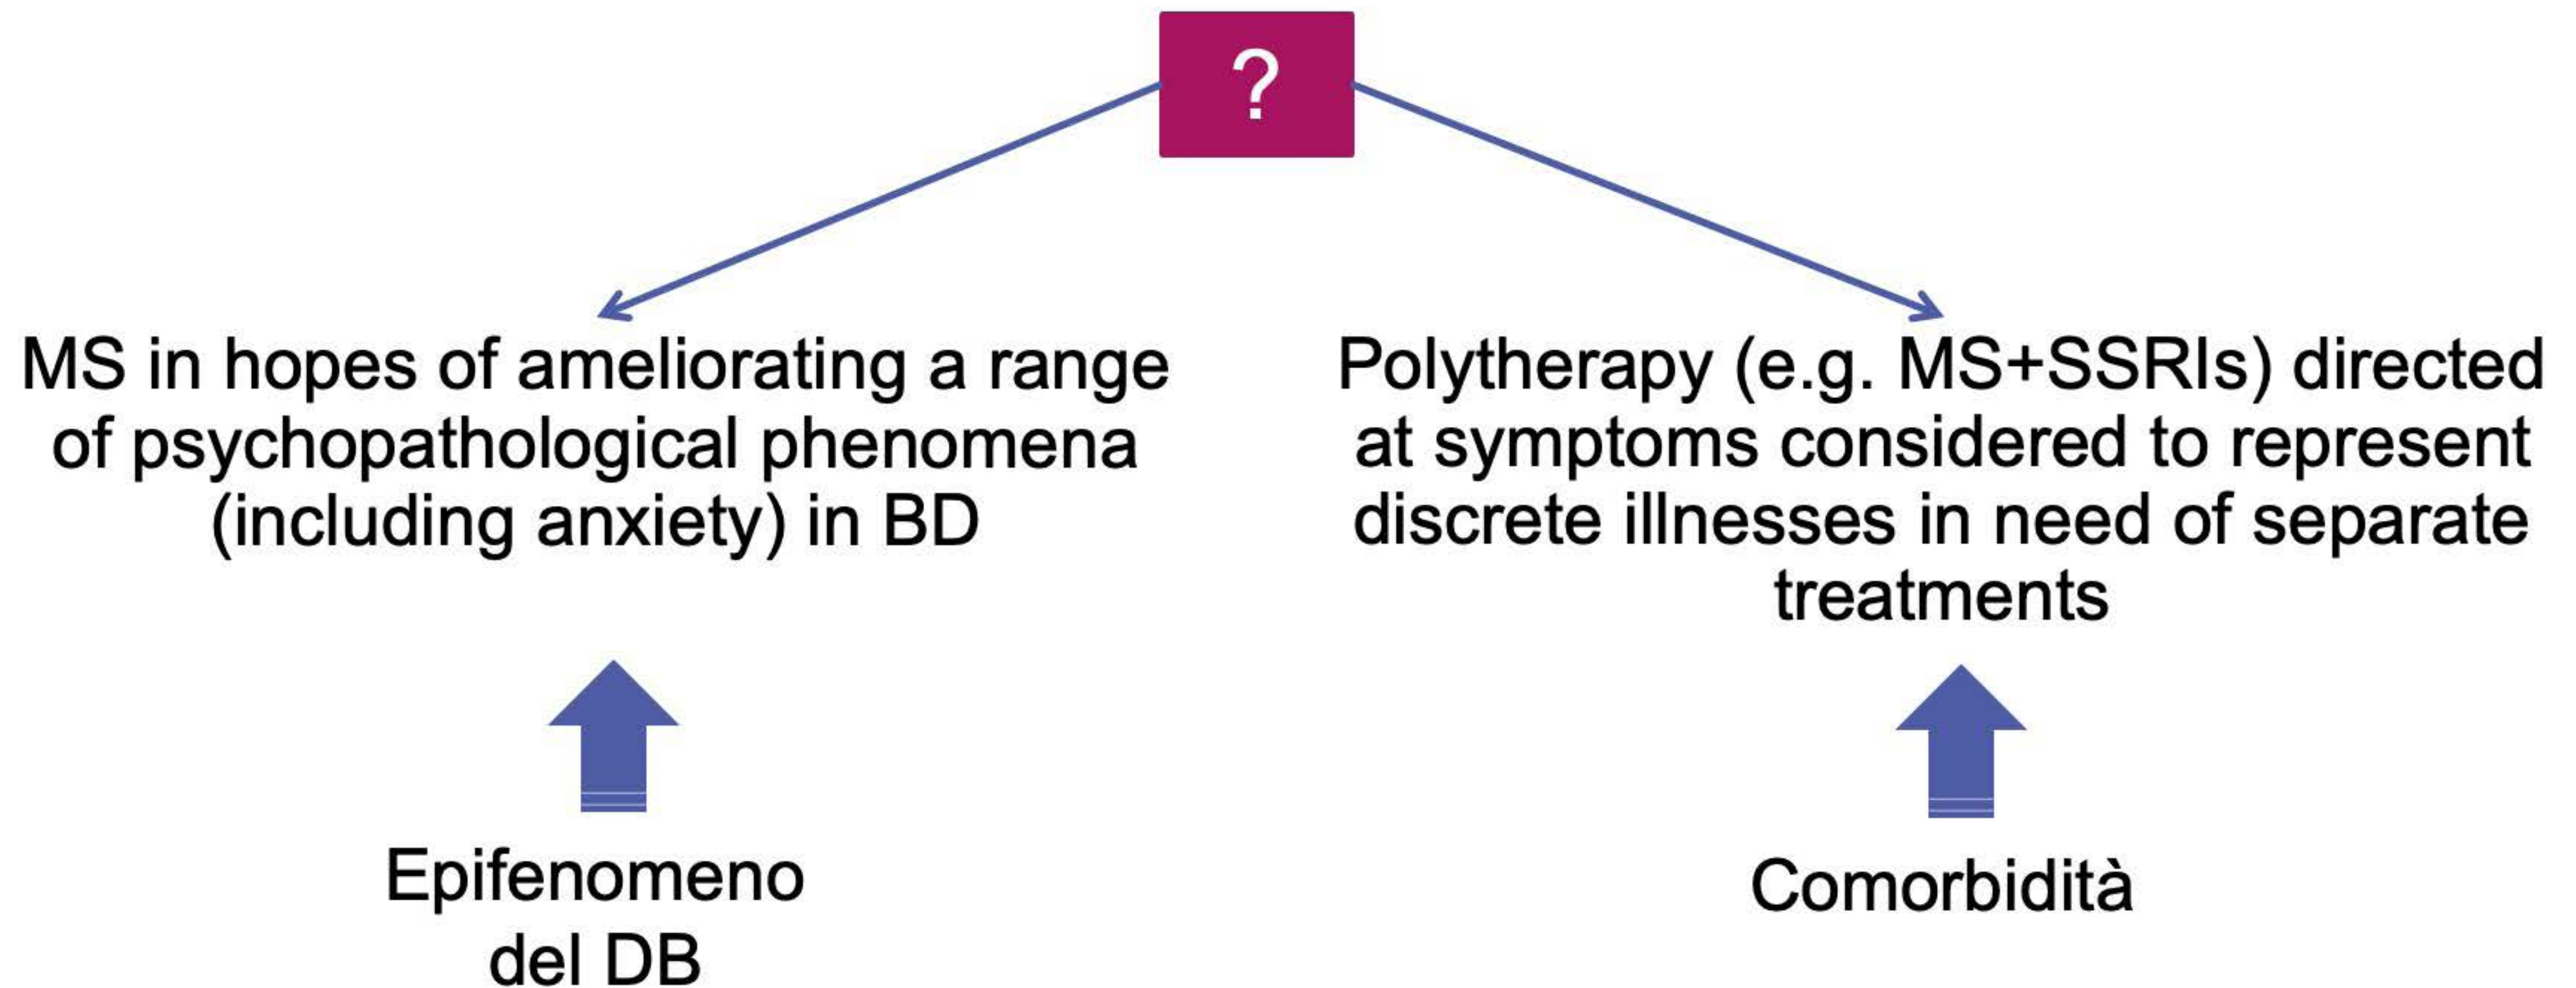 ?
MS in hopes of ameliorating a range
of psychopathological phenomena
(including anxiety) in BD
Polytherapy (e.g. MS+SSRIs) directed
at symptoms considered to represent
discrete illnesses in need of separate
treatments
Epifenomeno
del DB
Comorbidità